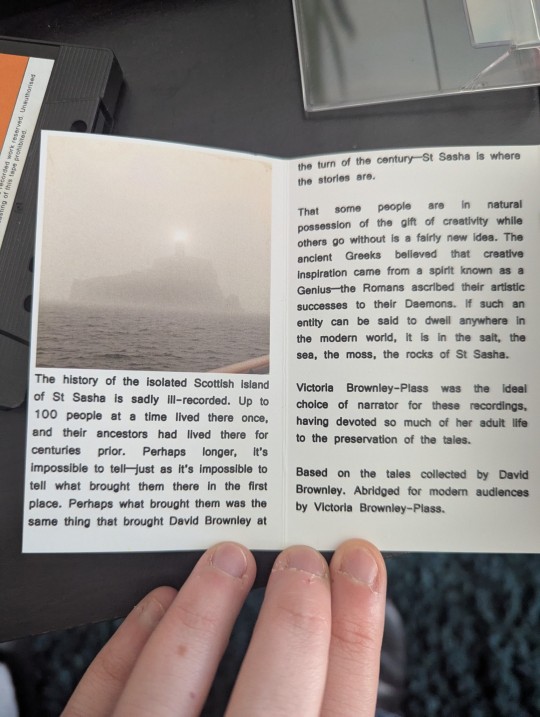 recorded work reserved. Unauthorised
of this tape prohibited.
The history of the isolated Scottish island
of St Sasha is sadly ill-recorded. Up to
100 people at a time lived there once,
and their ancestors had lived there for
centuries prior. Perhaps longer, it's
impossible to tell—just as it's impossible to
tell what brought them there in the first
place. Perhaps what brought them was the
same thing that brought David Brownley at
the turn of the century—St Sasha is where
the stories are.
That some people are in natural
possession of the gift of creativity while
others go without is a fairly new idea. The
ancient Greeks believed that creative
inspiration came from a spirit known as a
Genius—the Romans ascribed their artistic
successes to their Daemons. If such an
entity can be said to dwell anywhere in
the modern world, it is in the salt, the
sea, the moss, the rocks of St Sasha.
Victoria Brownley-Plass was the ideal
choice of narrator for these recordings,
having devoted so much of her adult life
to the preservation of the tales.
Based on the tales collected by David
Brownley. Abridged for modern audiences
by Victoria Brownley-Plass.